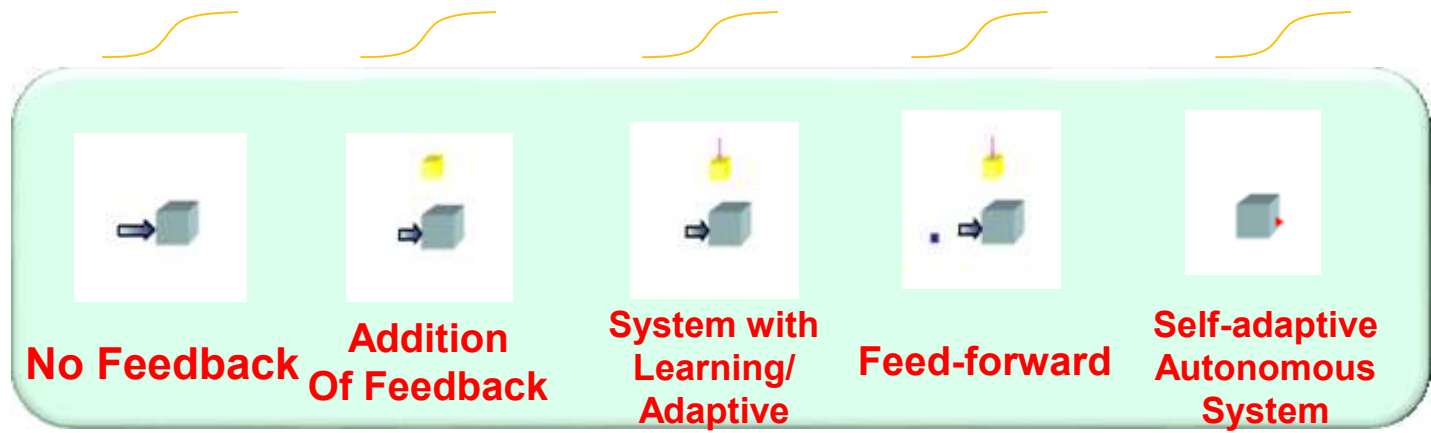 No Feedback
Addition
Of Feedback
System with
Learning/
Adaptive
Feed-forward
Self-adaptive
Autonomous
System